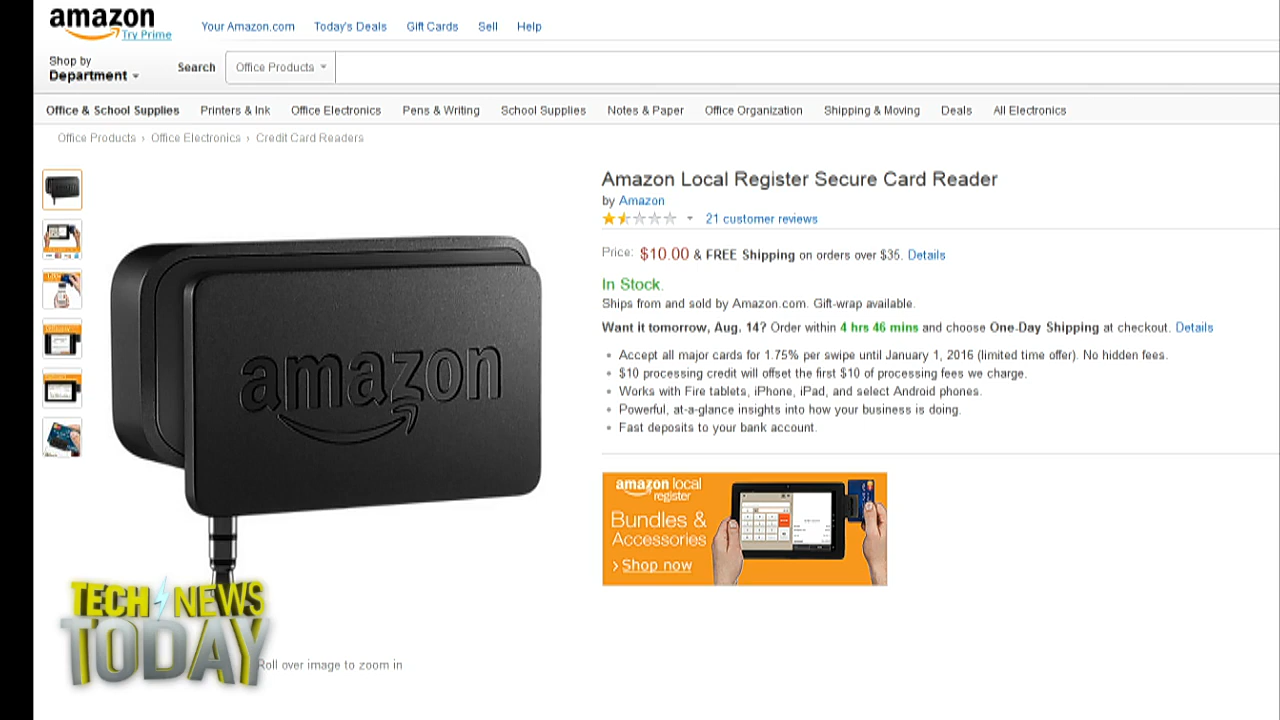 amazon
Try Prime
Your Amazon.com Today's Deals Gift Cards Sell Help
Shop by
Department
Search Office Products
Office & School Supplies Printers & Ink Office Electronics Pens & Writing School Supplies Notes & Paper Office Organization Shipping & Moving Deals All Electronics
Office Products › Office Electronics › Credit Card Readers
Amazon Local Register Secure Card Reader
by Amazon
21 customer reviews
Price: $10.00 & FREE Shipping on orders over $35. Details
In Stock.
Ships from and sold by Amazon.com. Gift-wrap available.
Want it tomorrow, Aug. 14? Order within 4 hrs 46 mins and choose One-Day Shipping at checkout. Details
• Accept all major cards for 1.75% per swipe until January 1, 2016 (limited time offer). No hidden fees.
• $10 processing credit will offset the first $10 of processing fees we charge.
• Works with Fire tablets, iPhone, iPad, and select Android phones.
• Powerful, at-a-glance insights into how your business is doing.
• Fast deposits to your bank account.
amazon
amazon local
register
Bundles &
Accessories
› Shop now
TECH NEWS
TODAY
Roll over image to zoom in